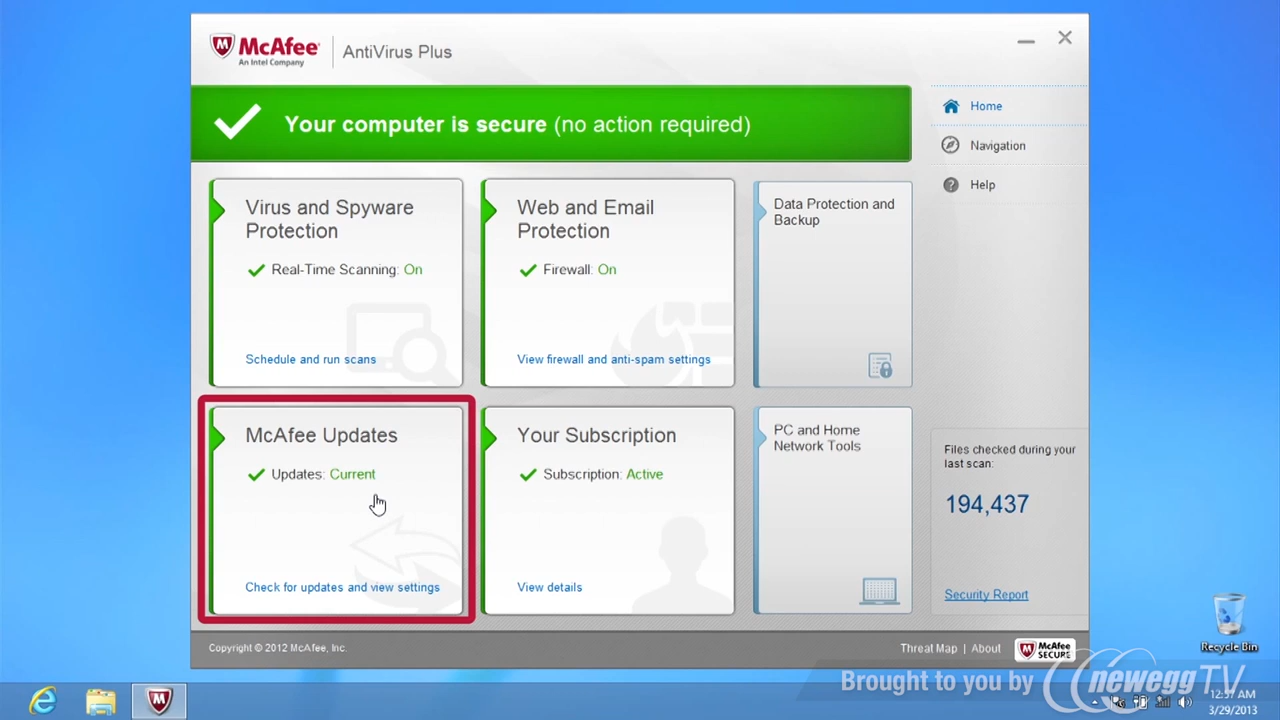 McAfee
An Intel Company
AntiVirus Plus
Your computer is secure (no action required)
Home
Navigation
Help
Virus and Spyware
Protection
Real-Time Scanning: On
Schedule and run scans
Web and Email
Protection
Firewall: On
View firewall and anti-spam settings
Data Protection and
Backup
McAfee Updates
Updates: Current
Check for updates and view settings
Your Subscription
Subscription: Active
View details
PC and Home
Network Tools
Files checked during your
last scan:
194,437
Security Report
Copyright © 2012 McAfee, Inc.
Threat Map | About
McAfee
SECURE
Recycle Bin
Brought to you by newegg TV
12:57 AM
3/29/2013